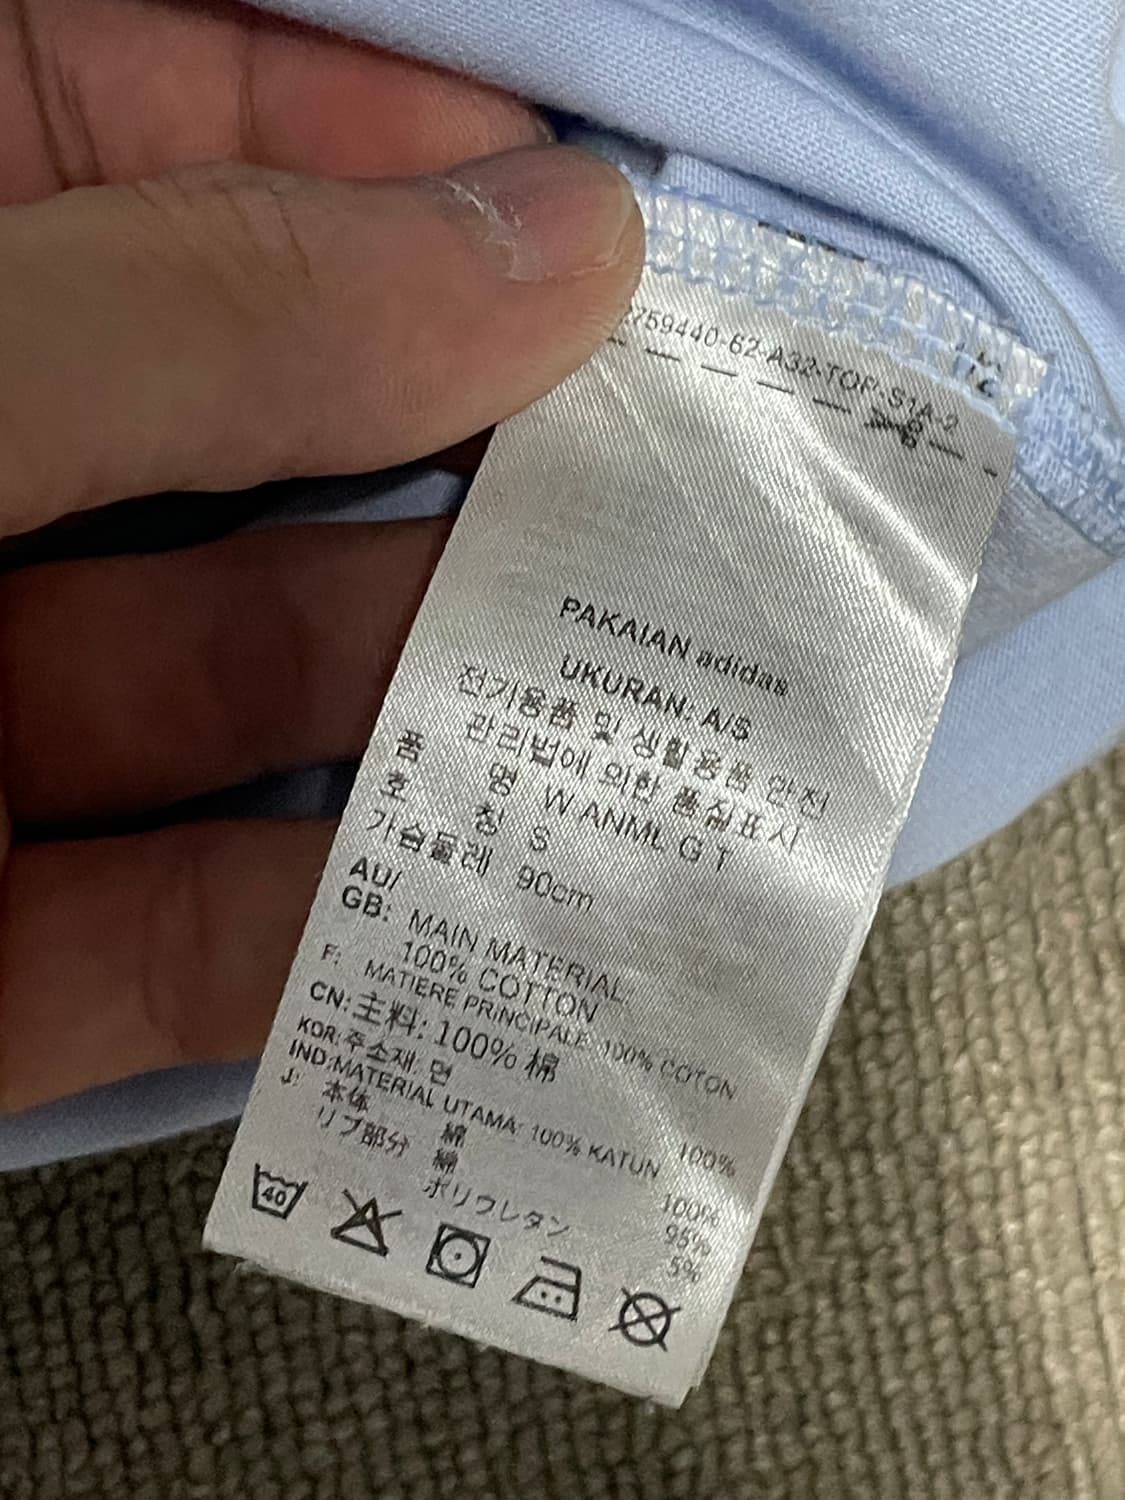 759440-62-A32-TOP-S1A-2
PAKAIAN adidas
UKURAN: A/S
전기용품 및 생활용품 안전
관리법에 의한 품질표시
품 명 W ANML G T
호 칭 S
가슴둘레 90cm
AU/
GB: MAIN MATERIAL:
100% COTTON
F: MATIERE PRINCIPALE: 100% COTON
CN: 主料: 100% 棉
KOR: 주소재: 면 100%
IND: MATERIAL UTAMA: 100% KATUN
J: 本体 綿 100%
リブ部分 綿 95%
ポリウレタン 5%
40